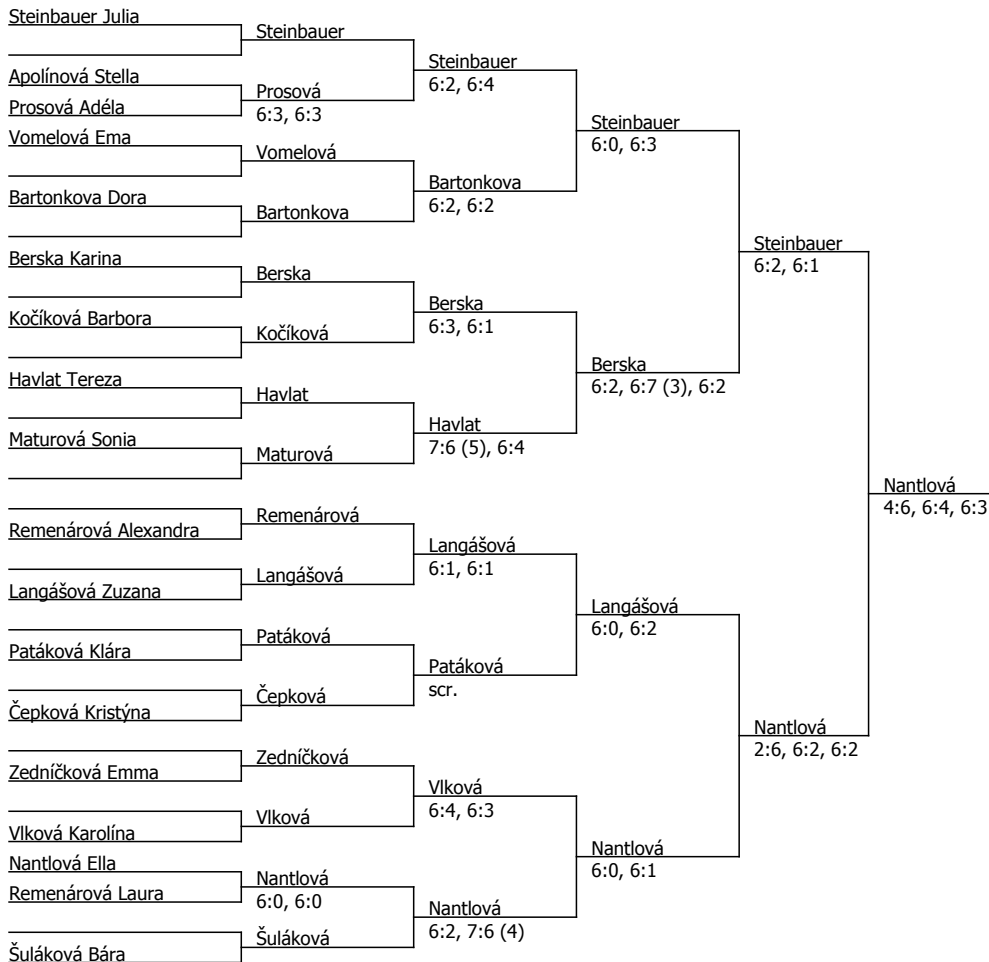 Steinbauer Julia
Apolínová Stella
Prosová Adéla
Vomelová Ema
Bartonkova Dora
Berska Karina
Kočíková Barbora
Havlat Tereza
Maturová Sonia
Remenárová Alexandra
Langášová Zuzana
Patáková Klára
Čepková Kristýna
Zedníčková Emma
Vlková Karolína
Nantlová Ella
Remenárová Laura
Šuláková Bára
Steinbauer
Prosová
6:3, 6:3
Vomelová
Bartonkova
Berska
Kočíková
Havlat
Maturová
Remenárová
Langášová
Patáková
Čepková
Zedníčková
Vlková
Nantlová
6:0, 6:0
Šuláková
Steinbauer
6:2, 6:4
Bartonkova
6:2, 6:2
Berska
6:3, 6:1
Havlat
7:6 (5), 6:4
Langášová
6:1, 6:1
Patáková
scr.
Vlková
6:4, 6:3
Nantlová
6:2, 7:6 (4)
Steinbauer
6:0, 6:3
Berska
6:2, 6:7 (3), 6:2
Langášová
6:0, 6:2
Nantlová
6:0, 6:1
Steinbauer
6:2, 6:1
Nantlová
2:6, 6:2, 6:2
Nantlová
4:6, 6:4, 6:3